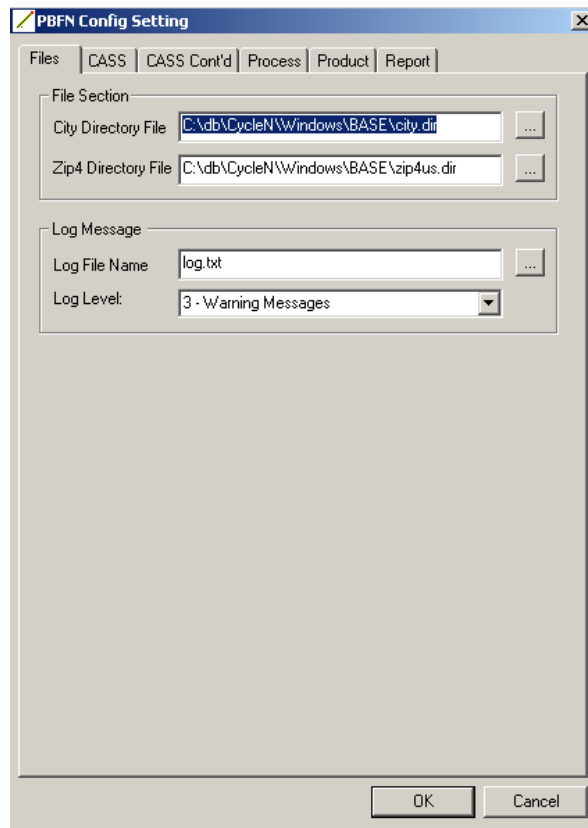 PBFN Config Setting
Files CASS CASS Cont'd Process Product Report
File Section
City Directory File C:\db\CycleN\Windows\BASE\city.dir ...
Zip4 Directory File C:\db\CycleN\Windows\BASE\zip4us.dir ...
Log Message
Log File Name log.txt ...
Log Level: 3 - Warning Messages
OK Cancel